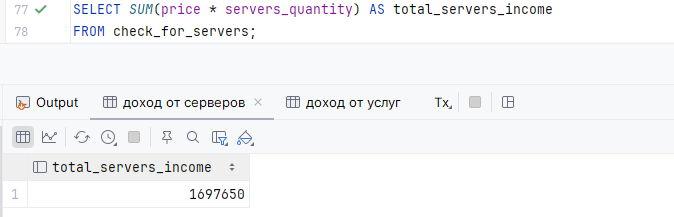 77 SELECT SUM(price * servers_quantity) AS total_servers_income
78 FROM check_for_servers;
Output доход от серверов × доход от услуг Tx
total_servers_income
1 1697650